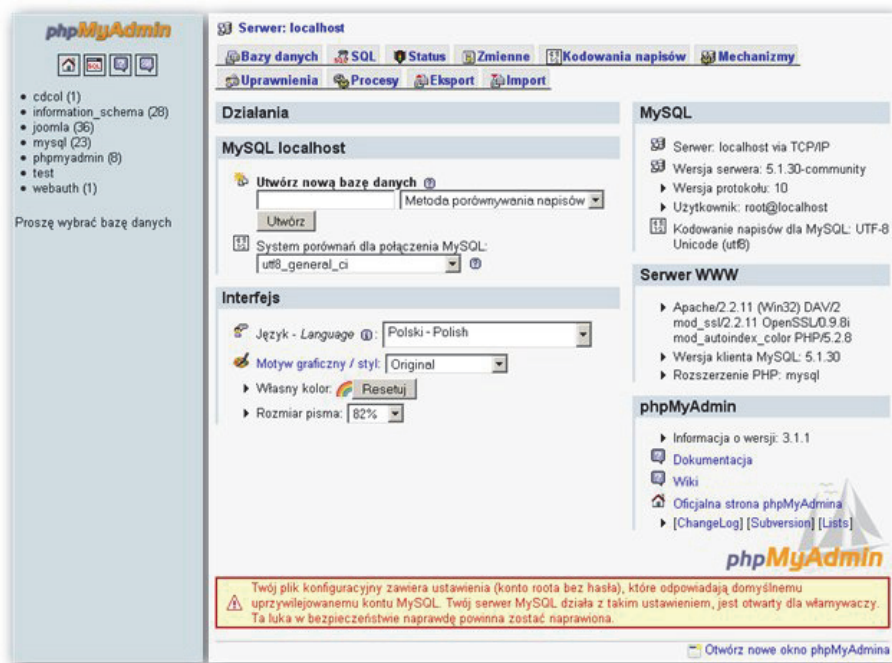 phpMyAdmin
cdcol (1)
information_schema (28)
joomla (36)
mysql (23)
phpmyadmin (8)
test
webauth (1)
Proszę wybrać bazę danych
Serwer: localhost
Bazy danych SQL Status Zmienne Kodowania napisów Mechanizmy
Uprawnienia Procesy Eksport Import
Działania
MySQL localhost
Utwórz nową bazę danych
Metoda porównywania napisów
Utwórz
System porównań dla połączenia MySQL:
utf8_general_ci
Interfejs
Język - Language : Polski - Polish
Motyw graficzny / styl: Original
Własny kolor: Resetuj
Rozmiar pisma: 82%
MySQL
Serwer: localhost via TCP/IP
Wersja serwera: 5.1.30-community
Wersja protokołu: 10
Użytkownik: root@localhost
Kodowanie napisów dla MySQL: UTF-8
Unicode (utf8)
Serwer WWW
Apache/2.2.11 (Win32) DAV/2
mod_ssl/2.2.11 OpenSSL/0.9.8i
mod_autoindex_color PHP/5.2.8
Wersja klienta MySQL: 5.1.30
Rozszerzenie PHP: mysql
phpMyAdmin
Informacja o wersji: 3.1.1
Dokumentacja
Wiki
Oficjalna strona phpMyAdmina
[ChangeLog] [Subversion] [Lists]
phpMyAdmin
Twój plik konfiguracyjny zawiera ustawienia (konto roota bez hasła), które odpowiadają domyślnemu
uprzywilejowanemu kontu MySQL. Twój serwer MySQL działa z takim ustawieniem, jest otwarty dla włamywaczy.
Ta luka w bezpieczeństwie naprawdę powinna zostać naprawiona.
Otwórz nowe okno phpMyAdmina